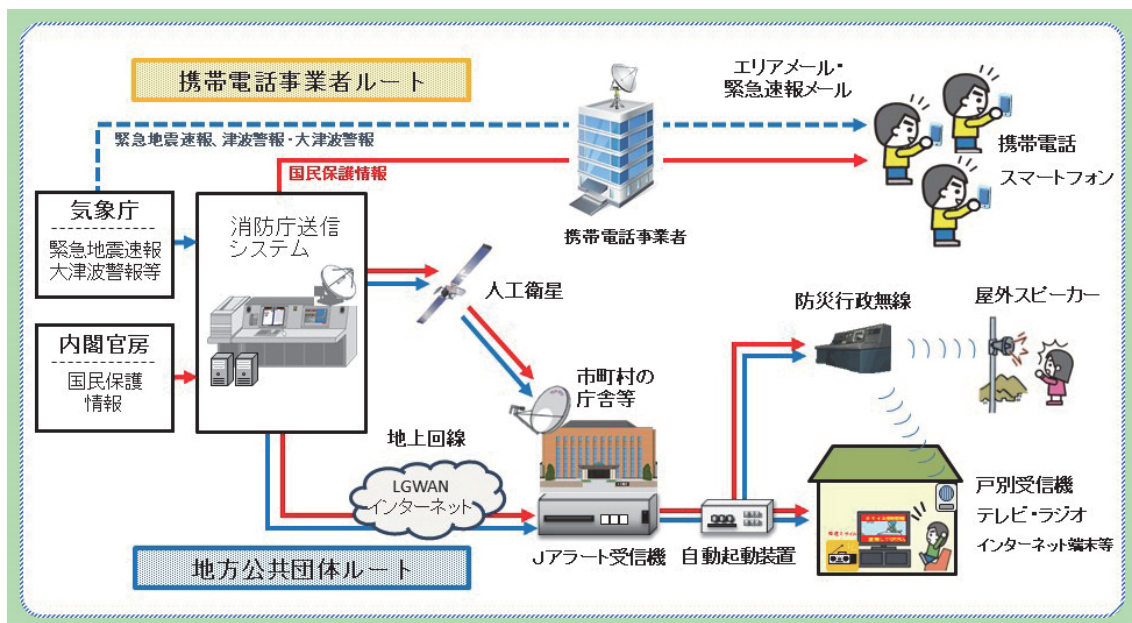 携帯電話事業者ルート
エリアメール・
緊急速報メール
緊急地震速報、津波警報・大津波警報
国民保護情報
携帯電話
スマートフォン
携帯電話事業者
気象庁
緊急地震速報
大津波警報等
消防庁送信
システム
人工衛星
内閣官房
国民保護
情報
防災行政無線
屋外スピーカー
市町村の
庁舎等
地上回線
LGWAN
インターネット
Jアラート受信機
自動起動装置
戸別受信機
テレビ・ラジオ
インターネット端末等
地方公共団体ルート